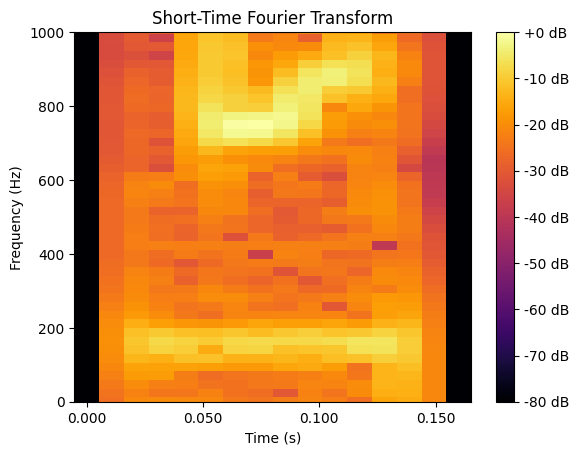 Short-Time Fourier Transform
1000
800
600
400
200
0
Frequency (Hz)
0.000
0.050
0.100
0.150
Time (s)
+0 dB
-10 dB
-20 dB
-30 dB
-40 dB
-50 dB
-60 dB
-70 dB
-80 dB